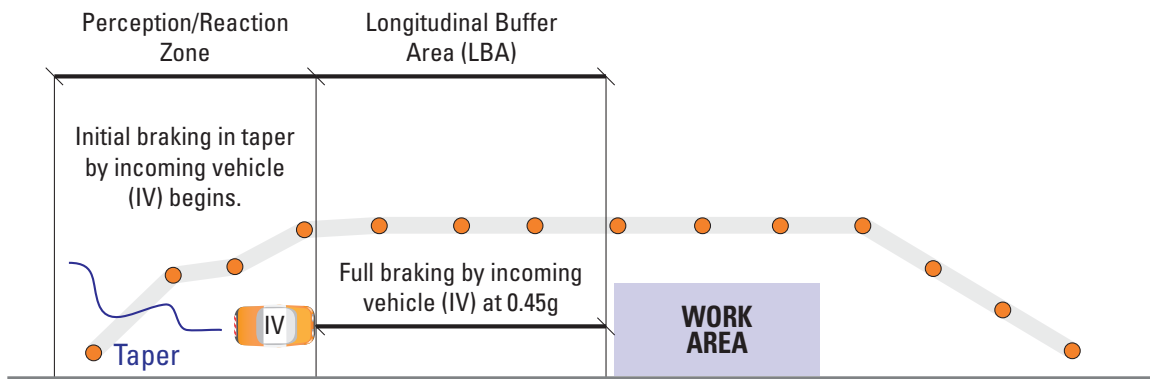 Perception/Reaction
Zone
Longitudinal Buffer
Area (LBA)
Initial braking in taper
by incoming vehicle
(IV) begins.
Full braking by incoming
vehicle (IV) at 0.45g
IV
WORK
AREA
Taper